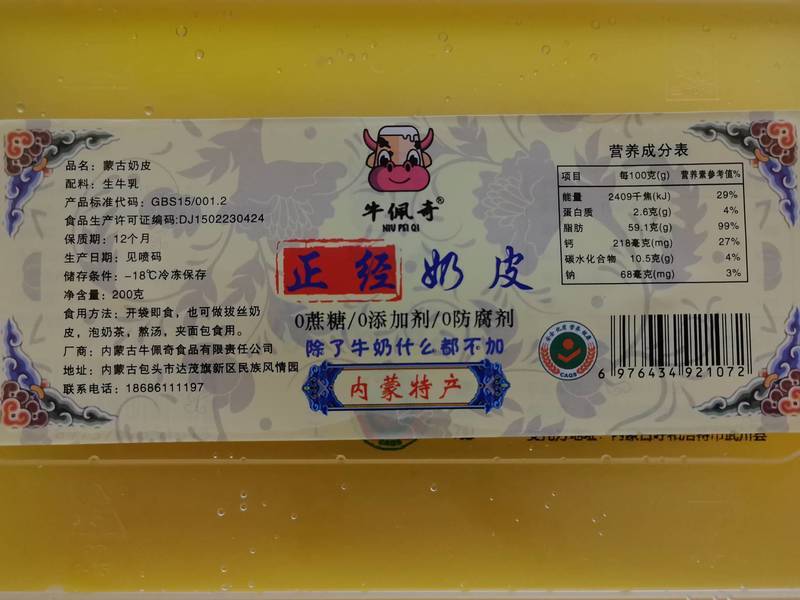 品名：蒙古奶皮
配料：生牛乳
产品标准代码：GBS15/001.2
食品生产许可证编码:DJ1502230424
保质期：12个月
生产日期：见喷码
储存条件：-18℃冷冻保存
净含量：200克
食用方法：开袋即食，也可做拔丝奶
皮，泡奶茶，熬汤，夹面包食用。
厂商：内蒙古牛佩奇食品有限责任公司
地址：内蒙古包头市达茂旗新区民族风情园
联系电话：18686111197
牛佩奇®
NIU PEI QI
正经奶皮
0蔗糖/0添加剂/0防腐剂
除了牛奶什么都不加
内蒙特产
营养成分表
项目 每100克(g) 营养素参考值%
能量 2409千焦(kJ) 29%
蛋白质 2.6克(g) 4%
脂肪 59.1克(g) 99%
钙 218毫克(mg) 27%
碳水化合物 10.5克(g) 4%
钠 68毫克(mg) 3%
CAQS
6 976434 921072